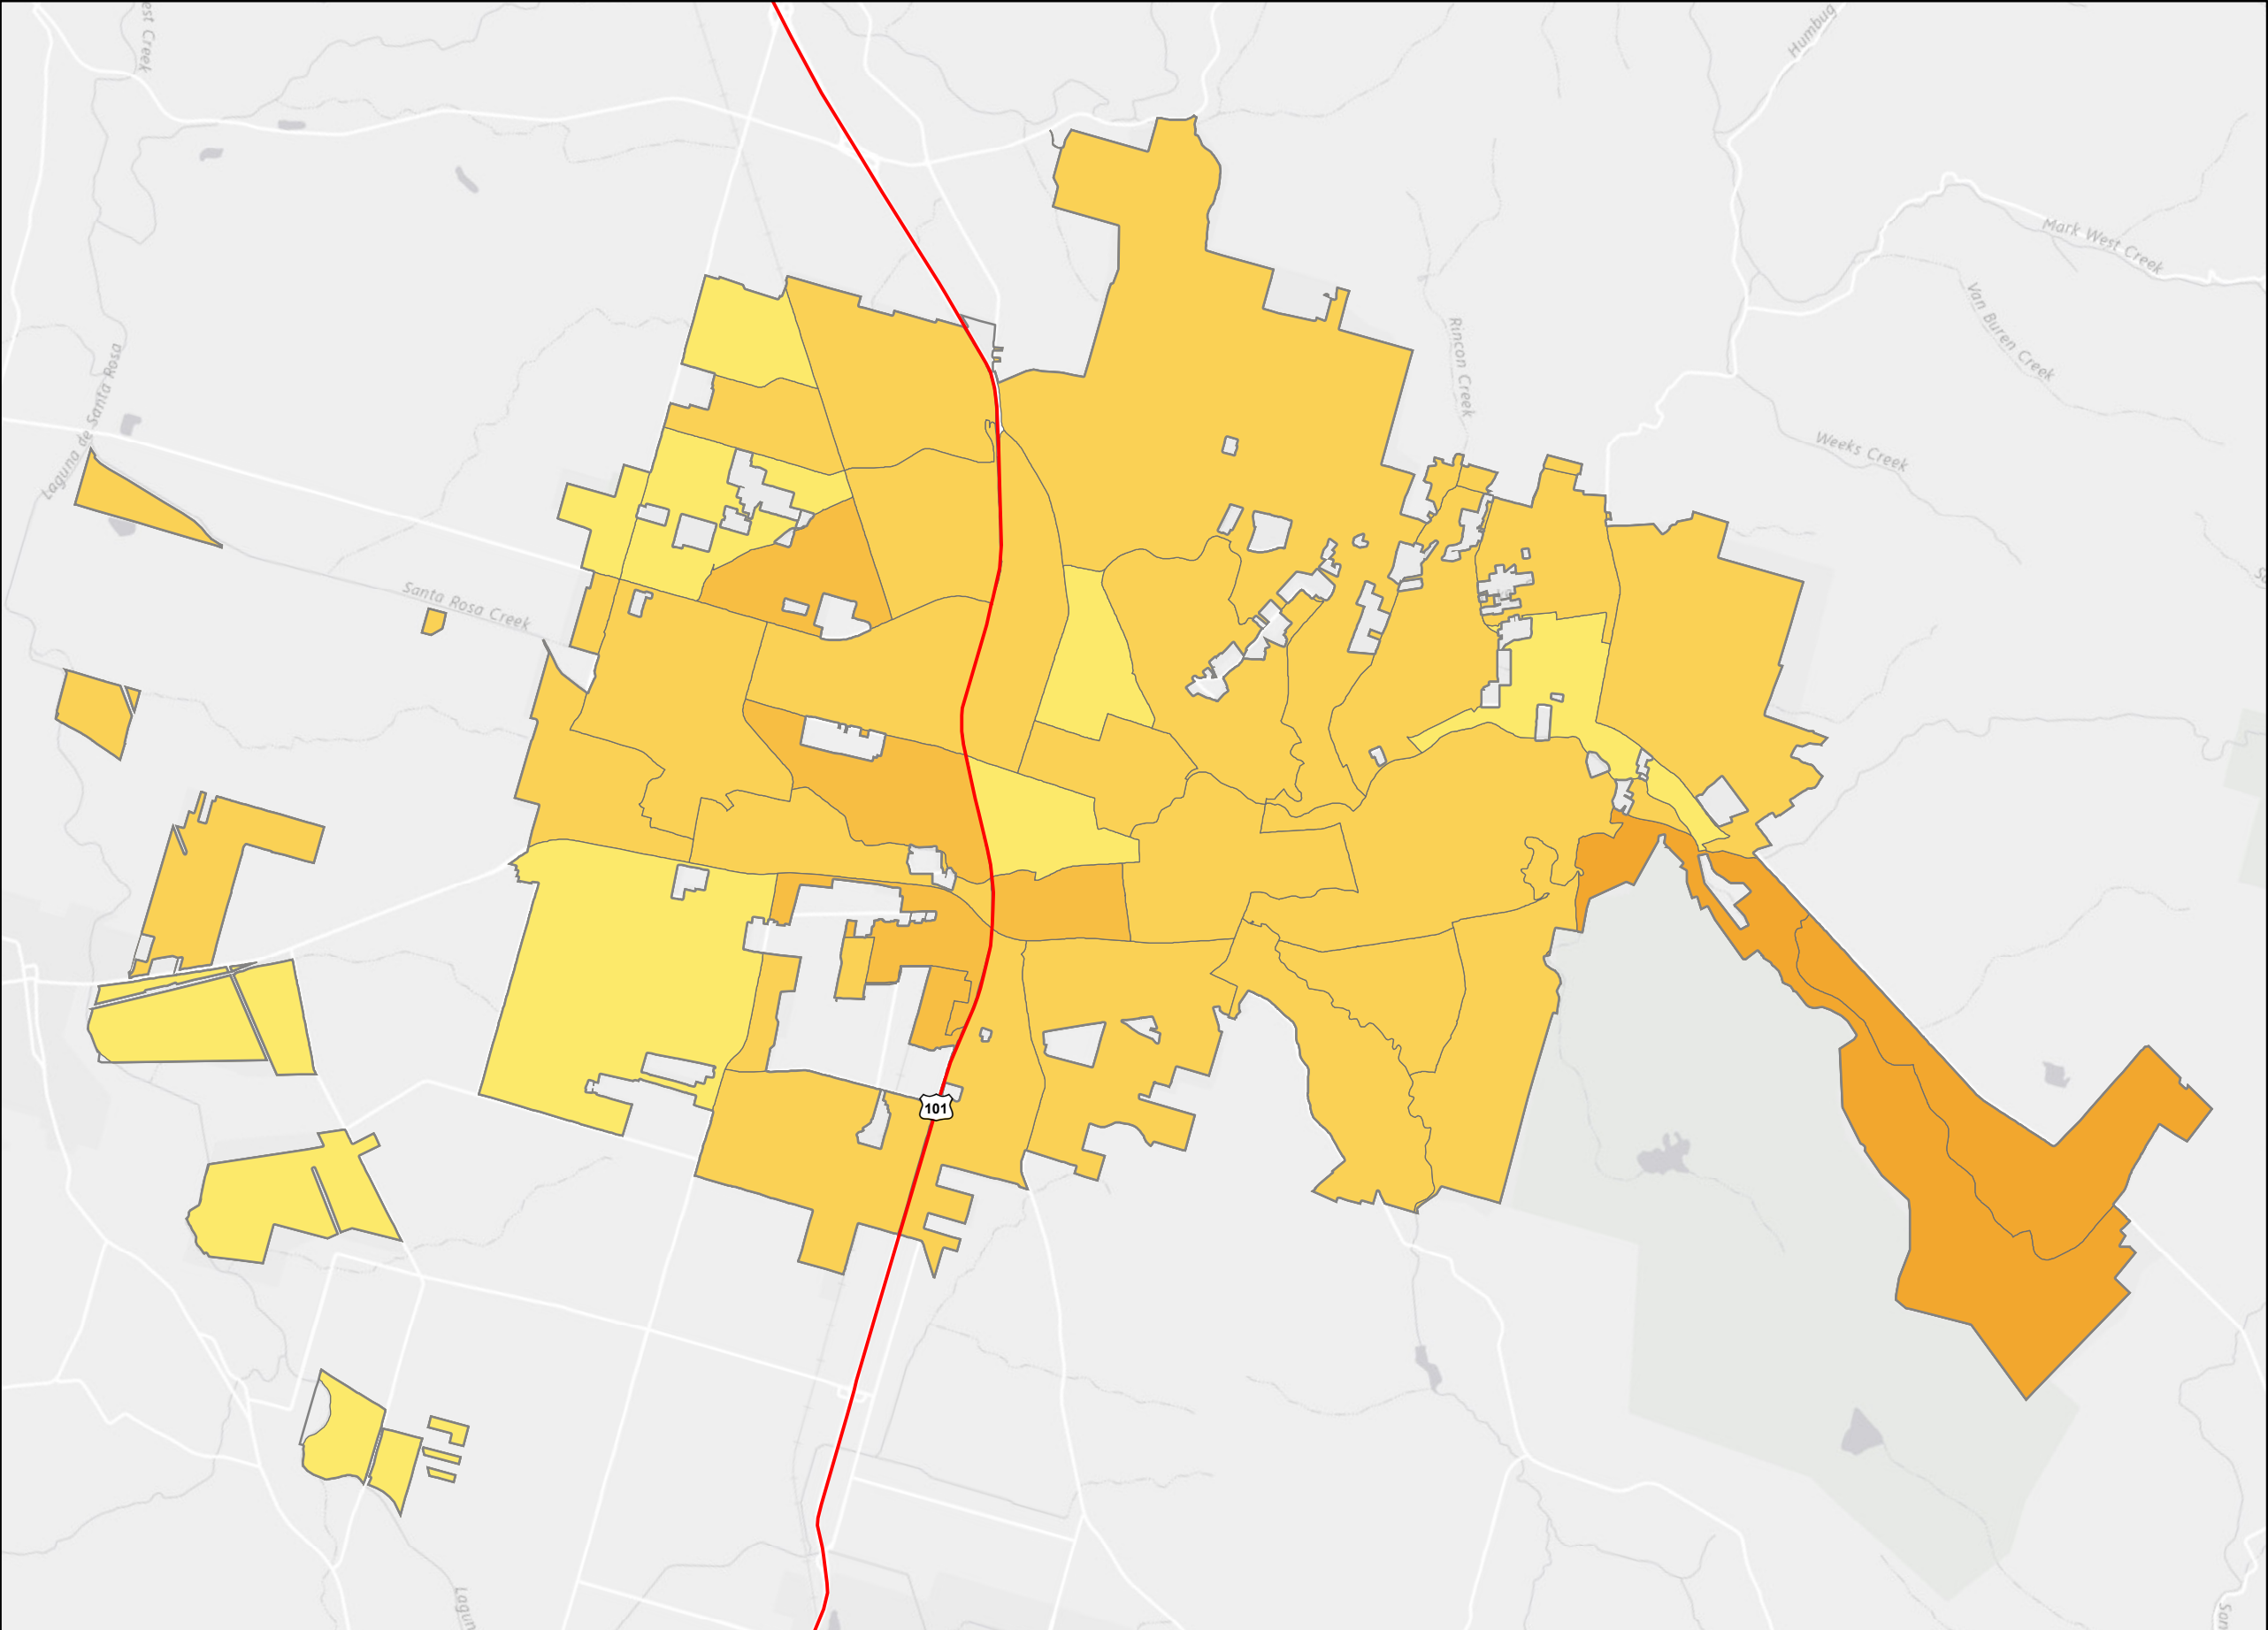 Humbug
Mark West Creek
Van Buren Creek
Rincon Creek
Weeks Creek
Laguna de Santa Rosa
Santa Rosa Creek
101